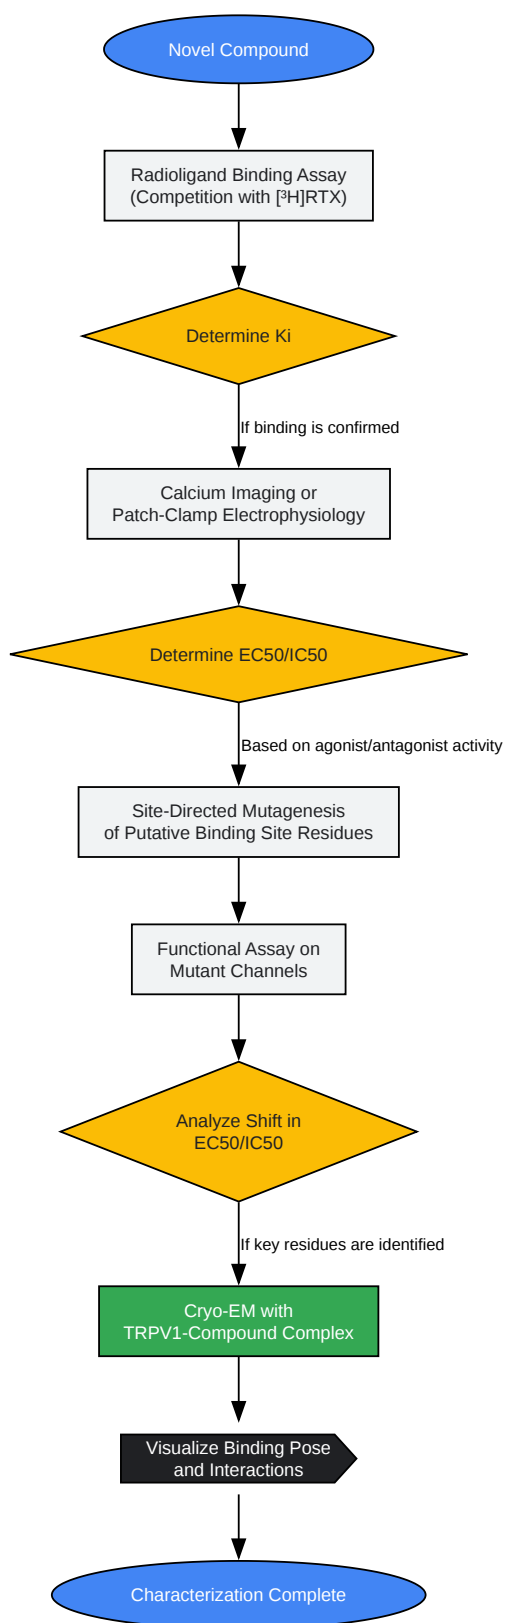 Novel Compound
Radioligand Binding Assay
(Competition with [³H]RTX)
Determine Ki
If binding is confirmed
Calcium Imaging or
Patch-Clamp Electrophysiology
Determine EC50/IC50
Based on agonist/antagonist activity
Site-Directed Mutagenesis
of Putative Binding Site Residues
Functional Assay on
Mutant Channels
Analyze Shift in
EC50/IC50
If key residues are identified
Cryo-EM with
TRPV1-Compound Complex
Visualize Binding Pose
and Interactions
Characterization Complete